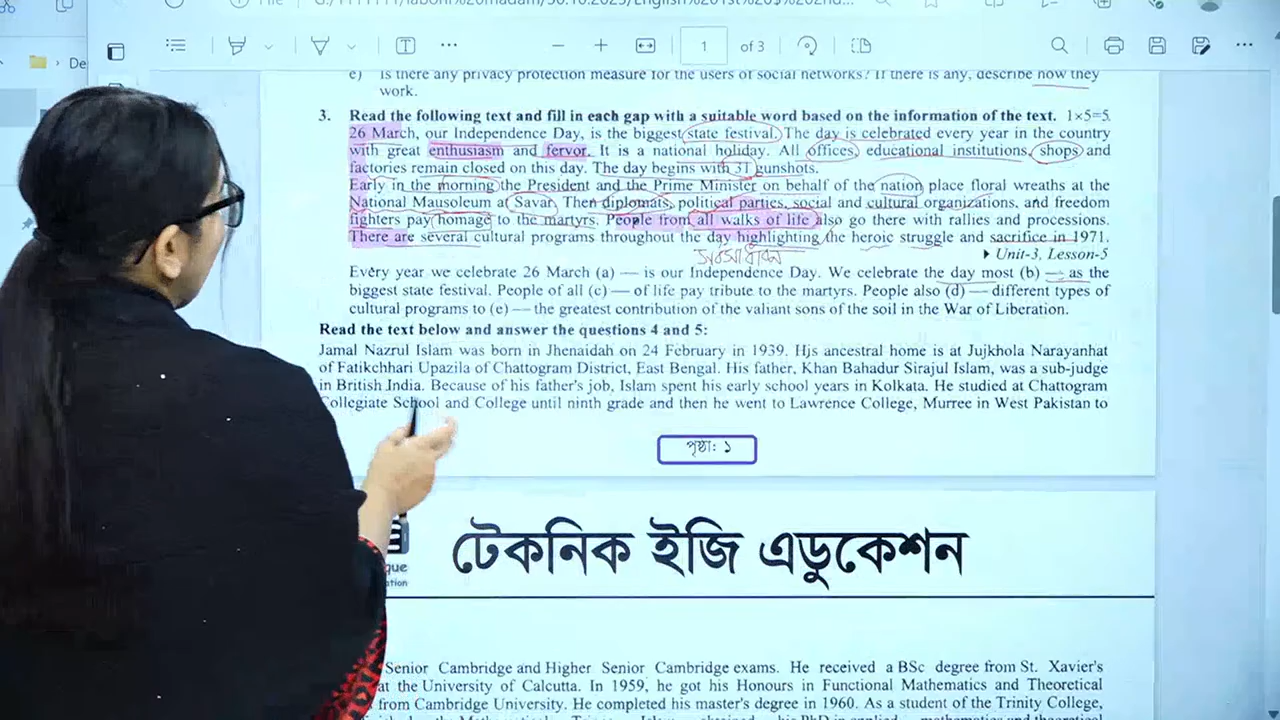 1 of 3
e) Is there any privacy protection measure for the users of social networks? If there is any, describe how they
work.
3. Read the following text and fill in each gap with a suitable word based on the information of the text. 1×5=5
26 March, our Independence Day, is the biggest state festival. The day is celebrated every year in the country
with great enthusiasm and fervor. It is a national holiday. All offices, educational institutions, shops and
factories remain closed on this day. The day begins with 31 gunshots.
Early in the morning the President and the Prime Minister on behalf of the nation place floral wreaths at the
National Mausoleum at Savar. Then diplomats, political parties, social and cultural organizations, and freedom
fighters pay homage to the martyrs. People from all walks of life also go there with rallies and processions.
There are several cultural programs throughout the day highlighting the heroic struggle and sacrifice in 1971.
সর্বসাধারন
Unit-3, Lesson-5
Every year we celebrate 26 March (a) — is our Independence Day. We celebrate the day most (b) — as the
biggest state festival. People of all (c) — of life pay tribute to the martyrs. People also (d) — different types of
cultural programs to (e) — the greatest contribution of the valiant sons of the soil in the War of Liberation.
Read the text below and answer the questions 4 and 5:
Jamal Nazrul Islam was born in Jhenaidah on 24 February in 1939. Hjs ancestral home is at Jujkhola Narayanhat
of Fatikchhari Upazila of Chattogram District, East Bengal. His father, Khan Bahadur Sirajul Islam, was a sub-judge
in British India. Because of his father's job, Islam spent his early school years in Kolkata. He studied at Chattogram
Collegiate School and College until ninth grade and then he went to Lawrence College, Murree in West Pakistan to
পৃষ্ঠা: ১
টেকনিক ইজি এডুকেশন
Senior Cambridge and Higher Senior Cambridge exams. He received a BSc degree from St. Xavier's
at the University of Calcutta. In 1959, he got his Honours in Functional Mathematics and Theoretical
from Cambridge University. He completed his master's degree in 1960. As a student of the Trinity College,